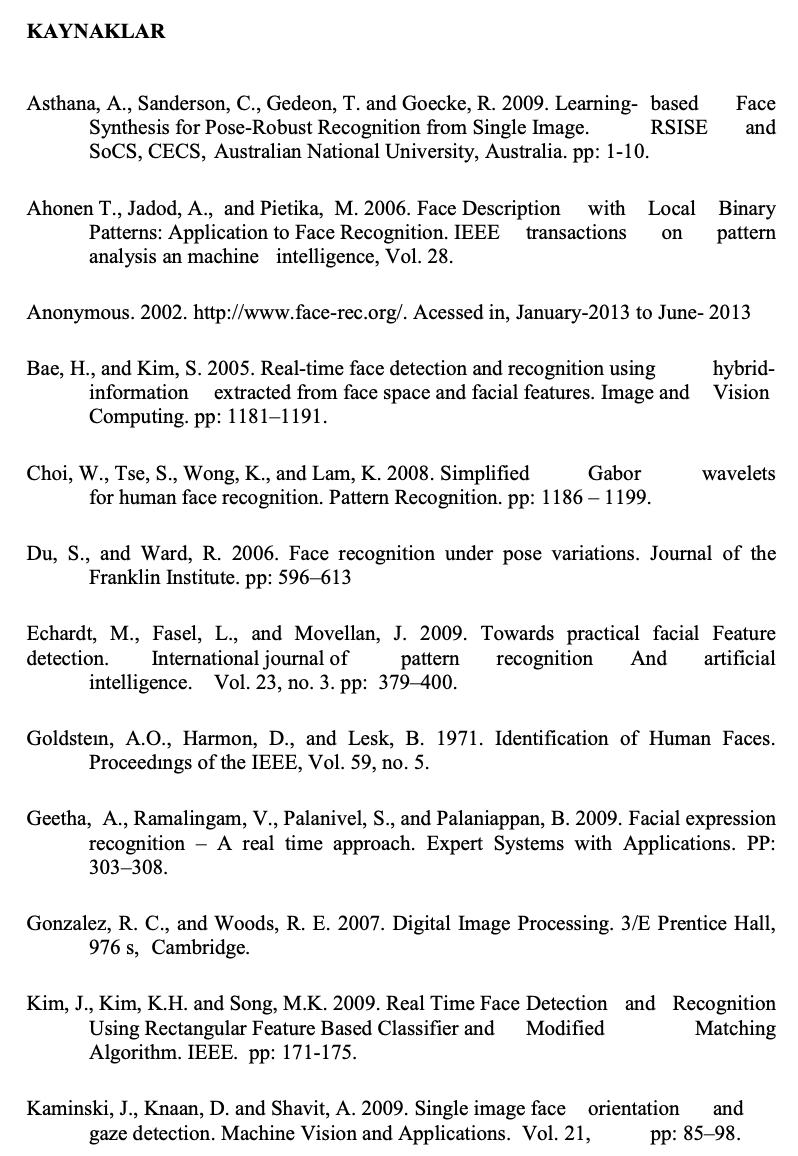 KAYNAKLAR
Asthana, A., Sanderson, C., Gedeon, T. and Goecke, R. 2009. Learning- based Face
Synthesis for Pose-Robust Recognition from Single Image. RSISE and
SoCS, CECS, Australian National University, Australia. pp: 1-10.
Ahonen T., Jadod, A., and Pietika, M. 2006. Face Description with Local Binary
Patterns: Application to Face Recognition. IEEE transactions on pattern
analysis an machine intelligence, Vol. 28.
Anonymous. 2002. http://www.face-rec.org/. Acessed in, January-2013 to June- 2013
Bae, H., and Kim, S. 2005. Real-time face detection and recognition using hybrid-
information extracted from face space and facial features. Image and Vision
Computing. pp: 1181–1191.
Choi, W., Tse, S., Wong, K., and Lam, K. 2008. Simplified Gabor wavelets
for human face recognition. Pattern Recognition. pp: 1186 – 1199.
Du, S., and Ward, R. 2006. Face recognition under pose variations. Journal of the
Franklin Institute. pp: 596–613
Echardt, M., Fasel, L., and Movellan, J. 2009. Towards practical facial Feature
detection. International journal of pattern recognition And artificial
intelligence. Vol. 23, no. 3. pp: 379–400.
Goldsteın, A.O., Harmon, D., and Lesk, B. 1971. Identification of Human Faces.
Proceedıngs of the IEEE, Vol. 59, no. 5.
Geetha, A., Ramalingam, V., Palanivel, S., and Palaniappan, B. 2009. Facial expression
recognition – A real time approach. Expert Systems with Applications. PP:
303–308.
Gonzalez, R. C., and Woods, R. E. 2007. Digital Image Processing. 3/E Prentice Hall,
976 s, Cambridge.
Kim, J., Kim, K.H. and Song, M.K. 2009. Real Time Face Detection and Recognition
Using Rectangular Feature Based Classifier and Modified Matching
Algorithm. IEEE. pp: 171-175.
Kaminski, J., Knaan, D. and Shavit, A. 2009. Single image face orientation and
gaze detection. Machine Vision and Applications. Vol. 21, pp: 85–98.